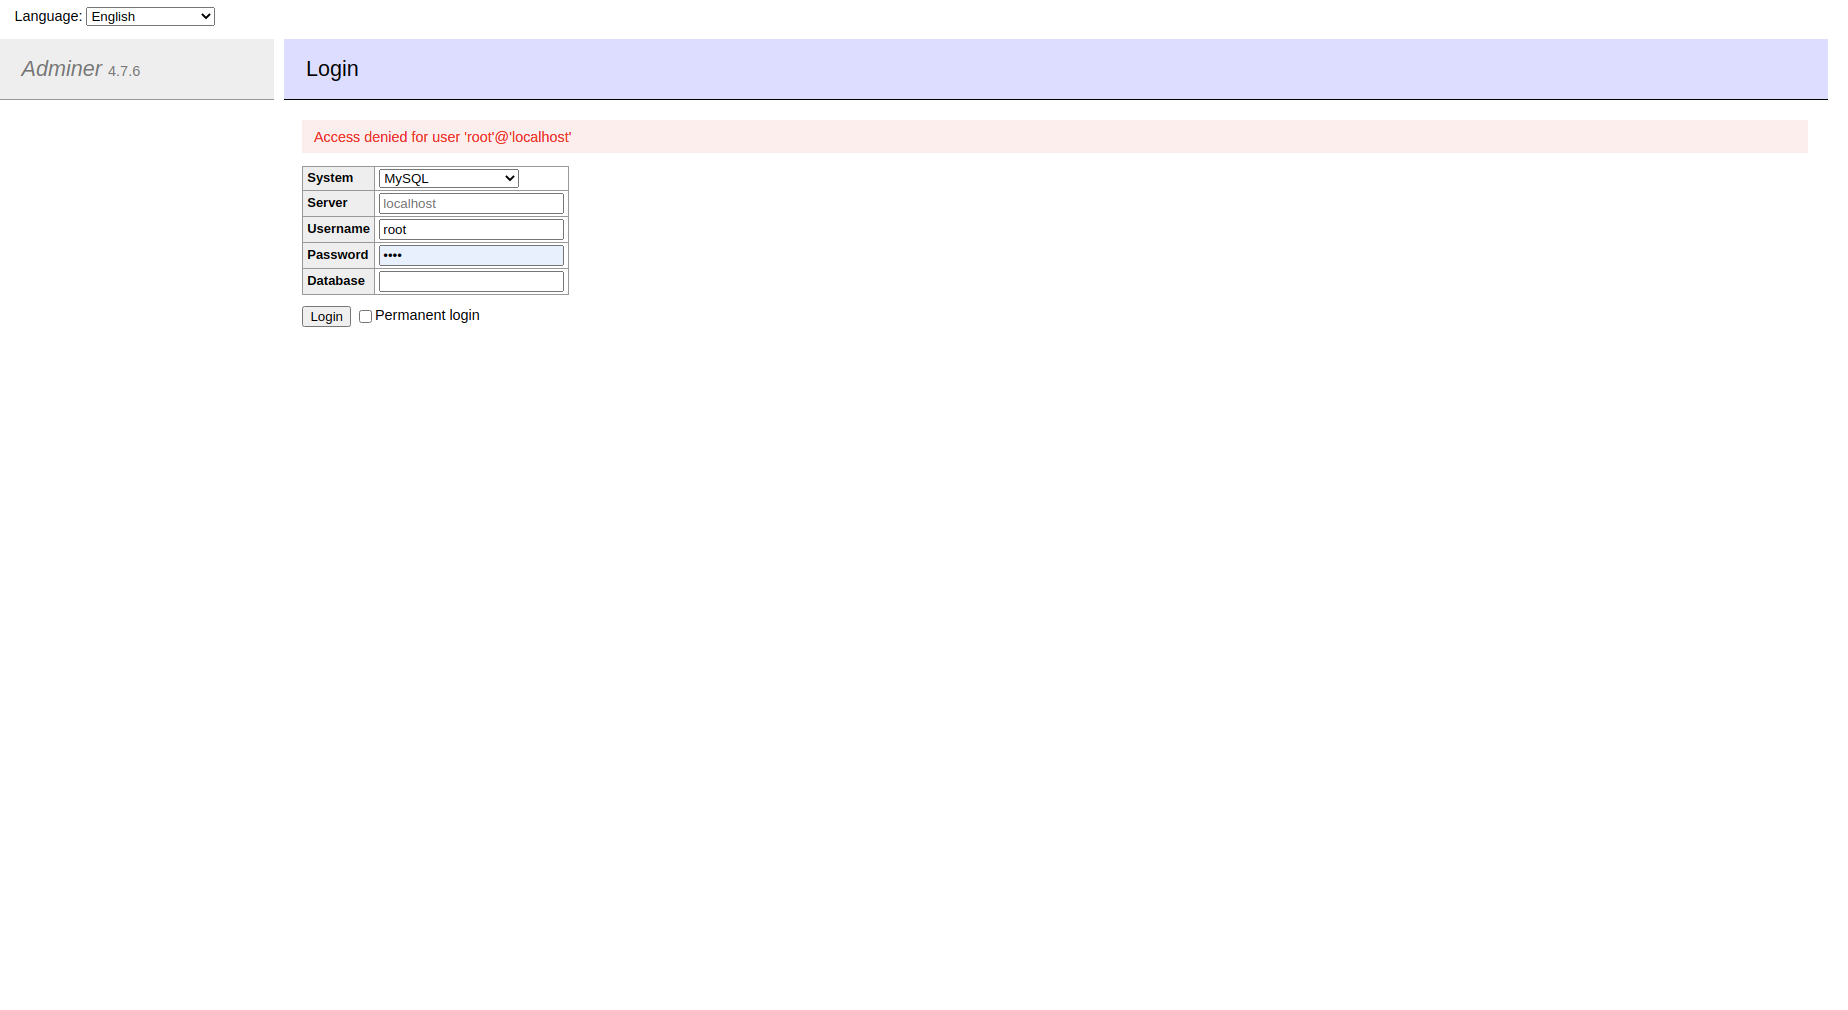 Language: English
Adminer 4.7.6
Login
Access denied for user 'root'@'localhost'
System MySQL
Server localhost
Username root
Password ••••
Database
Login Permanent login